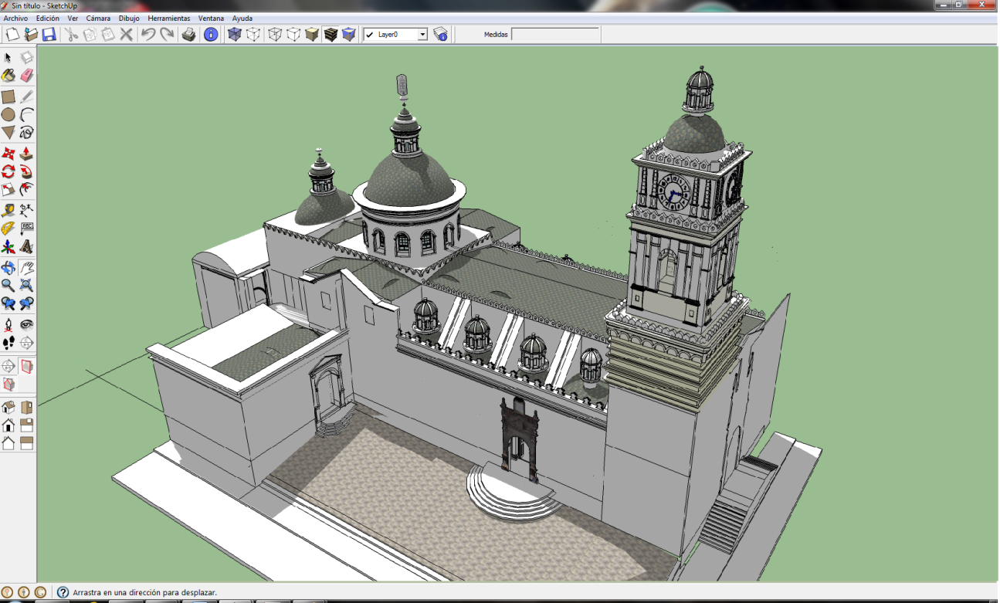 Sin título - SketchUp
Archivo Edición Ver Cámara Dibujo Herramientas Ventana Ayuda
Layer0 Medidas
ABC
Arrastra en una dirección para desplazar.